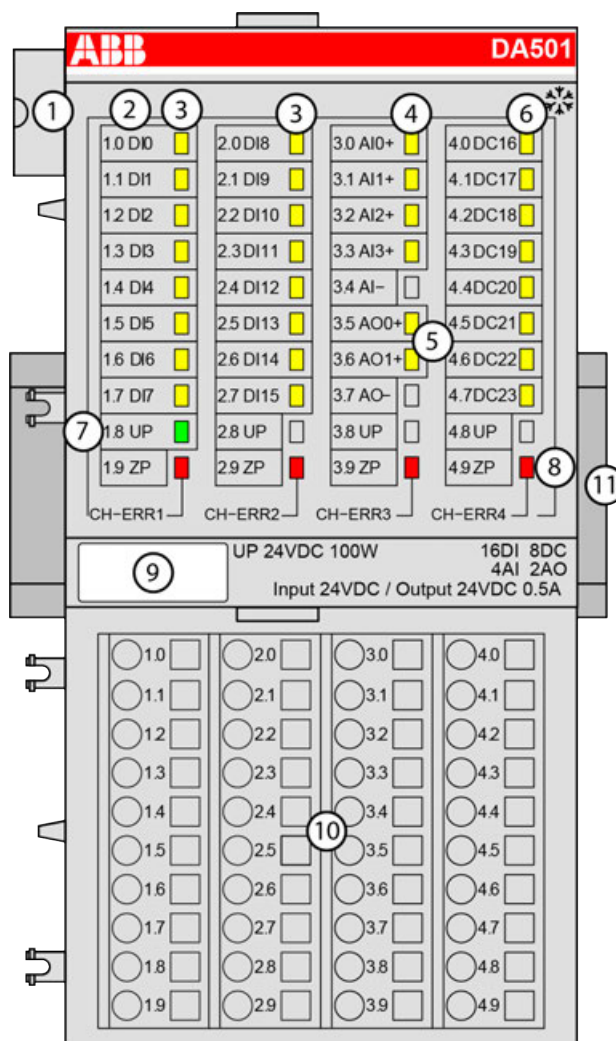 ABB DA501
1 2 3 3 4 6
1.0 DI0 2.0 DI8 3.0 AI0+ 4.0 DC16
1.1 DI1 2.1 DI9 3.1 AI1+ 4.1 DC17
1.2 DI2 2.2 DI10 3.2 AI2+ 4.2 DC18
1.3 DI3 2.3 DI11 3.3 AI3+ 4.3 DC19
1.4 DI4 2.4 DI12 3.4 AI− 4.4 DC20
1.5 DI5 2.5 DI13 3.5 AO0+ 5 4.5 DC21
1.6 DI6 2.6 DI14 3.6 AO1+ 4.6 DC22
1.7 DI7 2.7 DI15 3.7 AO− 4.7 DC23
7 1.8 UP 2.8 UP 3.8 UP 4.8 UP
1.9 ZP 2.9 ZP 3.9 ZP 4.9 ZP 8 11
CH-ERR1 CH-ERR2 CH-ERR3 CH-ERR4
9 UP 24VDC 100W 16DI 8DC
4AI 2AO
Input 24VDC / Output 24VDC 0.5A
1.0 2.0 3.0 4.0
1.1 2.1 3.1 4.1
1.2 2.2 3.2 4.2
1.3 2.3 3.3 4.3
1.4 2.4 10 3.4 4.4
1.5 2.5 3.5 4.5
1.6 2.6 3.6 4.6
1.7 2.7 3.7 4.7
1.8 2.8 3.8 4.8
1.9 2.9 3.9 4.9